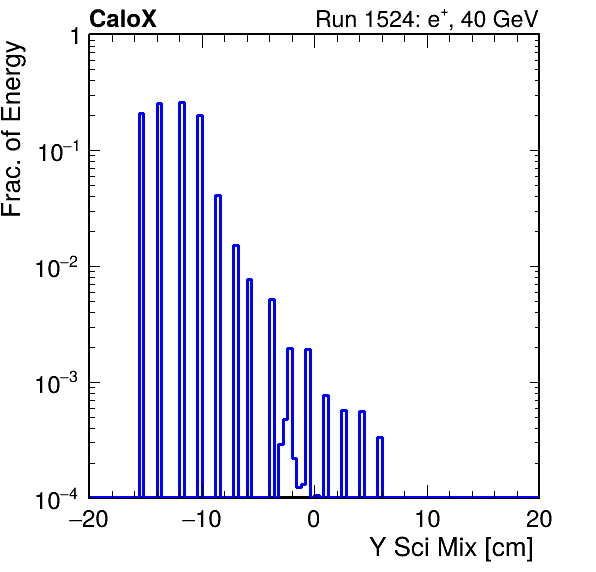 CaloX Run 1524: e⁺, 40 GeV
Frac. of Energy
1
10⁻¹
10⁻²
10⁻³
10⁻⁴
−20 −10 0 10 20
Y Sci Mix [cm]